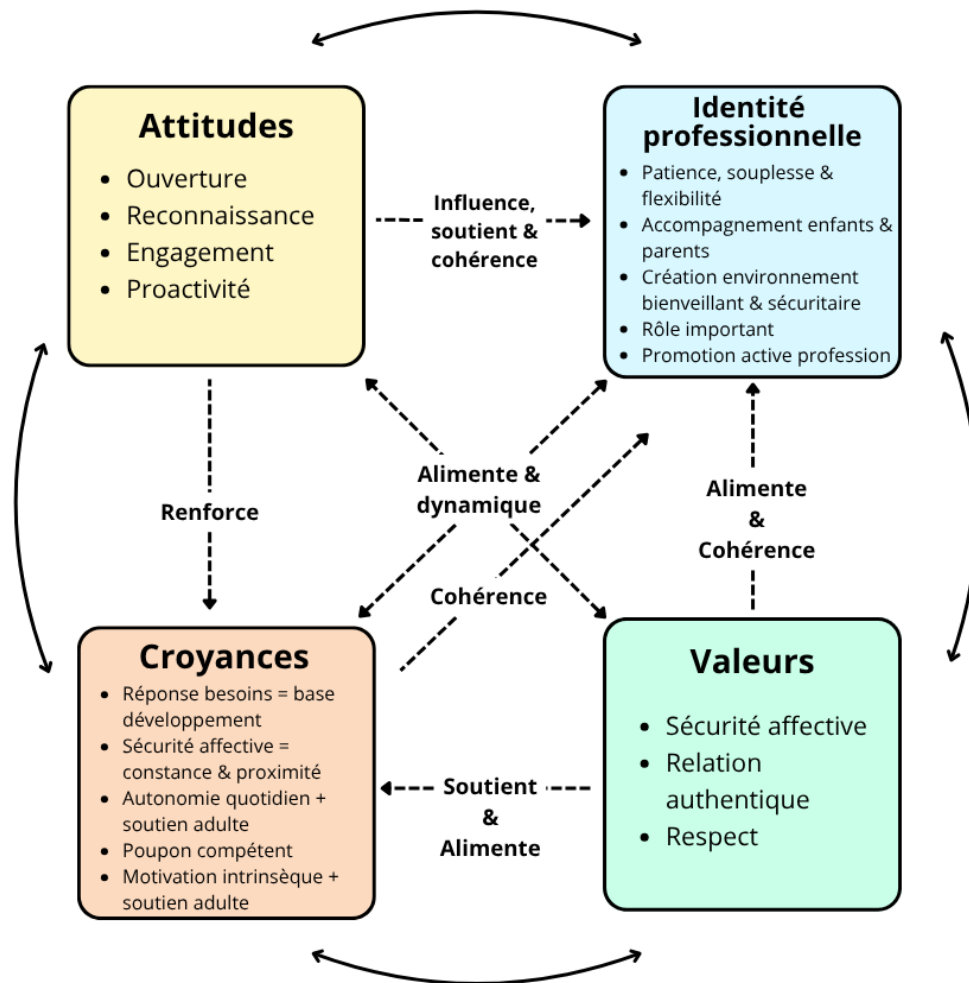 Attitudes
• Ouverture
• Reconnaissance
• Engagement
• Proactivité
Influence,
soutient &
cohérence
Identité
professionnelle
• Patience, souplesse &
flexibilité
• Accompagnement enfants &
parents
• Création environnement
bienveillant & sécuritaire
• Rôle important
• Promotion active profession
Renforce
Alimente &
dynamique
Cohérence
Alimente
&
Cohérence
Croyances
• Réponse besoins = base
développement
• Sécurité affective =
constance & proximité
• Autonomie quotidien +
soutien adulte
• Poupon compétent
• Motivation intrinsèque +
soutien adulte
Soutient
&
Alimente
Valeurs
• Sécurité affective
• Relation
authentique
• Respect